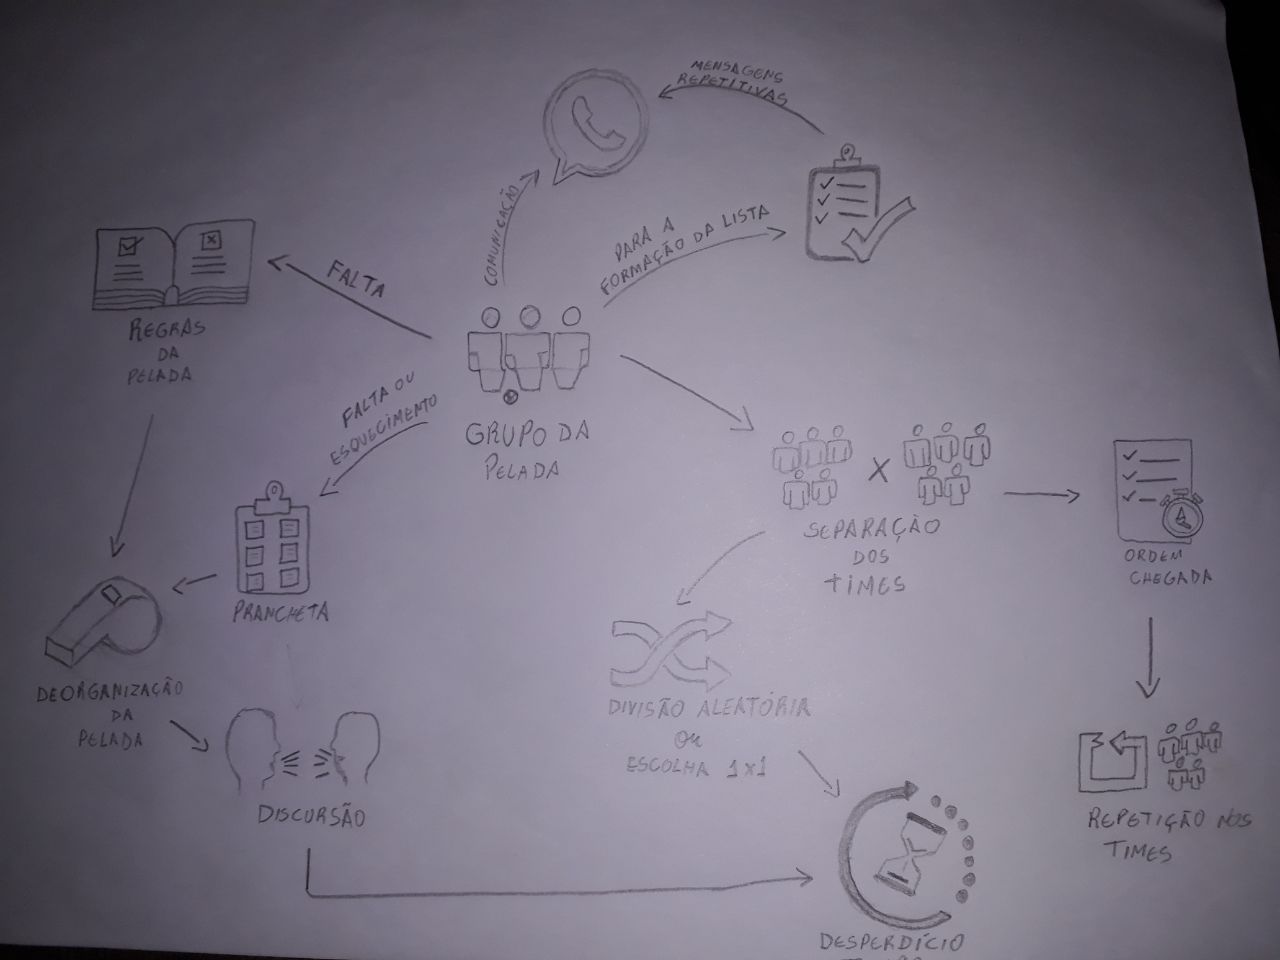 MENSAGENS
REPETITIVAS
COMUNICAÇÃO
PARA A
FORMAÇÃO DA LISTA
FALTA
REGRAS
DA
PELADA
FALTA OU
ESQUECIMENTO
GRUPO DA
PELADA
X
SEPARAÇÃO
DOS
TIMES
ORDEM
CHEGADA
PRANCHETA
DEORGANIZAÇÃO
DA
PELADA
DIVISÃO ALEATÓRIA
OU
ESCOLHA 1X1
DISCURSÃO
REPETIÇÃO NOS
TIMES
DESPERDÍCIO